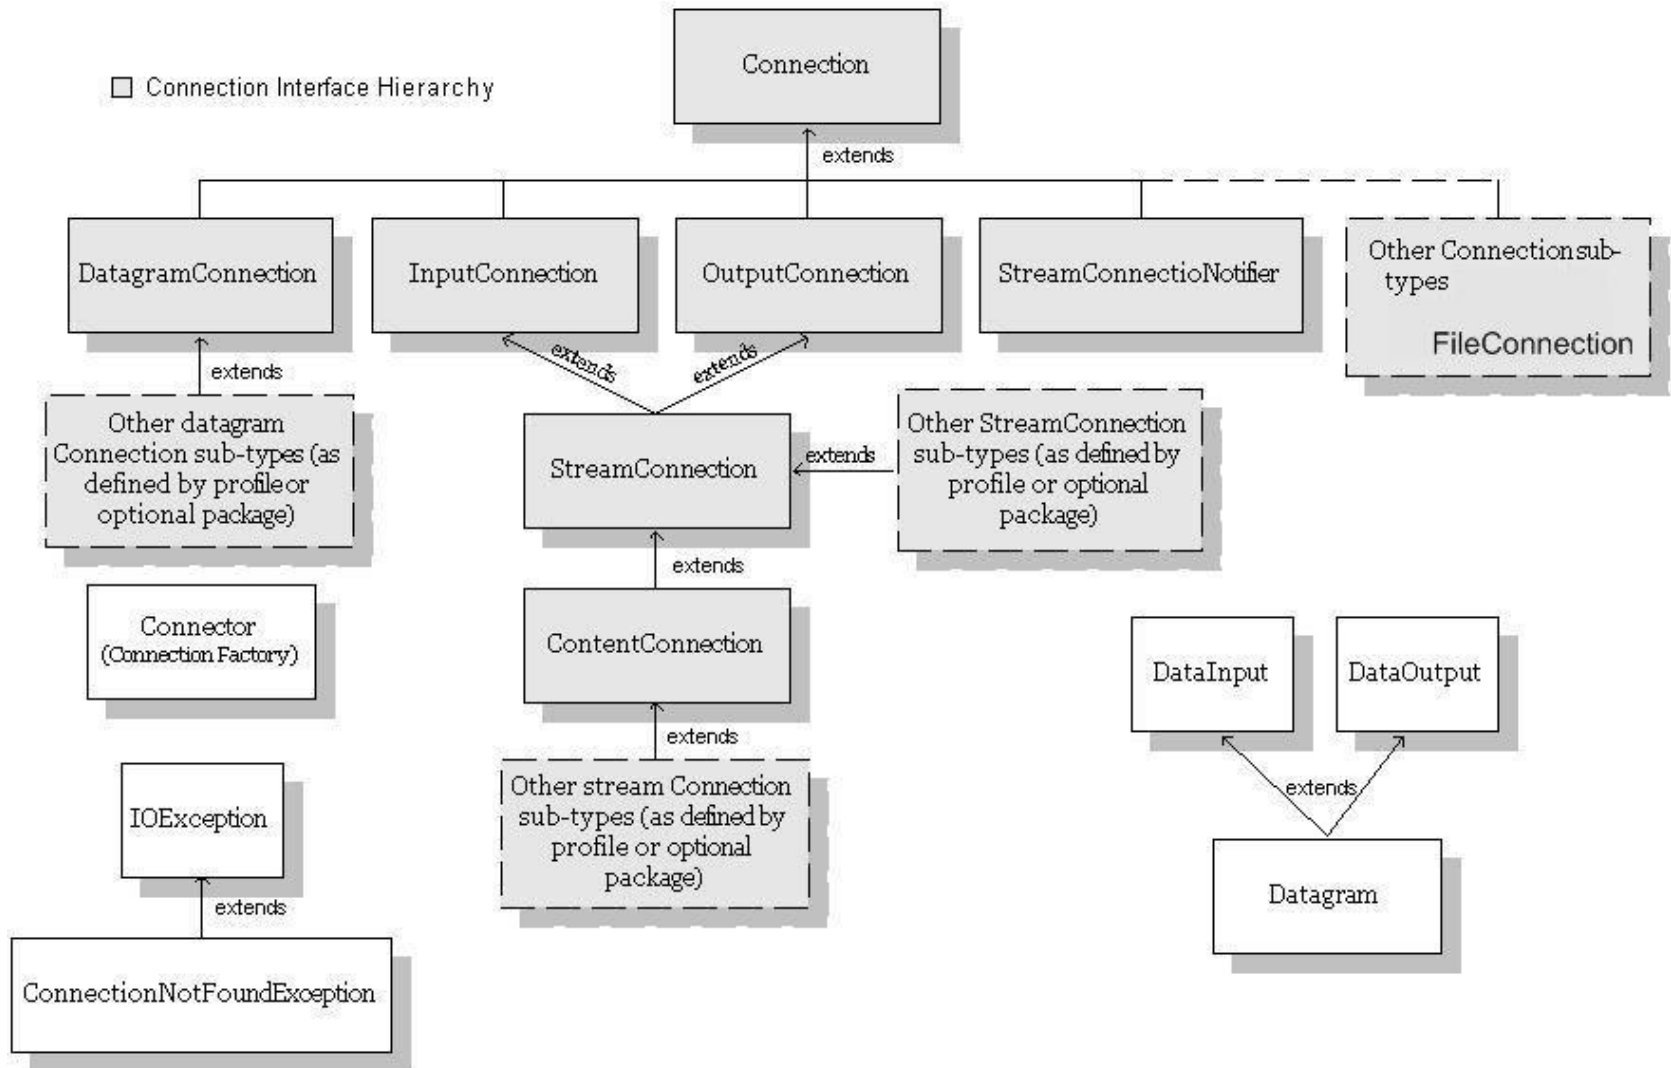 Connection
Connection Interface Hierarchy
extends
DatagramConnection
InputConnection
OutputConnection
StreamConnectioNotifier
Other Connection sub-
types
FileConnection
extends
extends
extends
Other datagram
Connection sub-types (as
defined by profile or
optional package)
StreamConnection
extends
Other StreamConnection
sub-types (as defined by
profile or optional
package)
extends
Connector
(Connection Factory)
ContentConnection
DataInput
DataOutput
extends
extends
IOException
Other stream Connection
sub-types (as defined by
profile or optional
package)
extends
Datagram
ConnectionNotFoundException